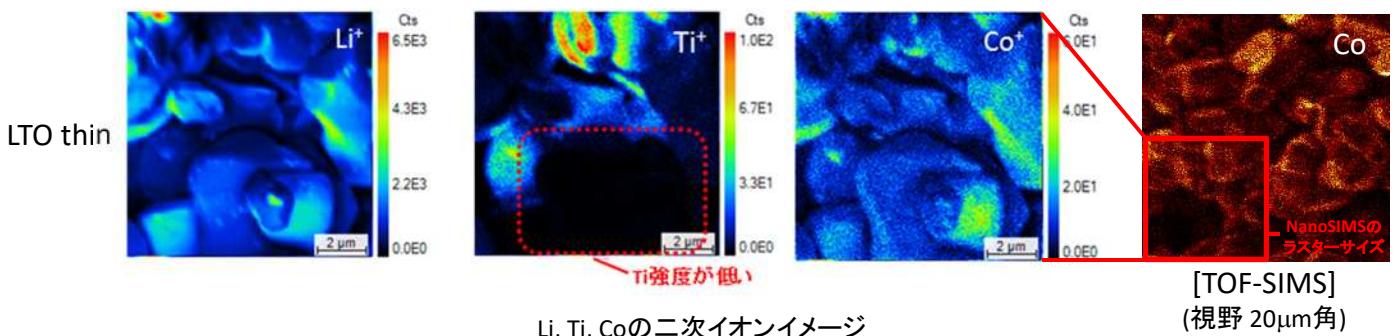 LTO thin
Li⁺
Cts
6.5E3
4.3E3
2.2E3
0.0E0
2 μm
Ti⁺
Cts
1.0E2
6.7E1
3.3E1
0.0E0
2 μm
Ti強度が低い
Co⁺
Cts
6.0E1
4.0E1
2.0E1
0.0E0
2 μm
Co
NanoSIMSの
ラスターサイズ
[TOF-SIMS]
(視野 20μm角)
Li, Ti, Coの二次イオンイメージ